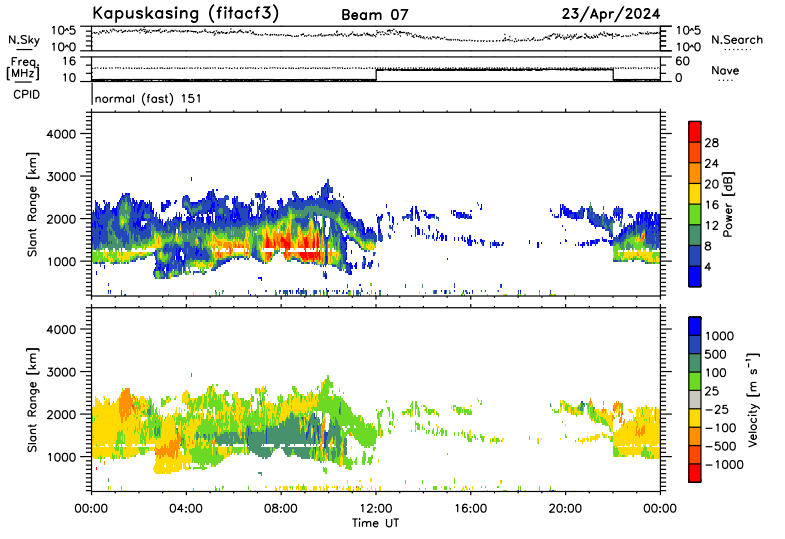 Kapuskasing (fitacf3) Beam 07 23/Apr/2024
N.Sky 10^5 10^5 N.Search
10^0 10^0
Freq. 16 60
[MHz] 10 0 Nave
CPID normal (fast) 151
Slant Range [km]
4000
3000
2000
1000
28
24
20
16
12
8
4
Power [dB]
Slant Range [km]
4000
3000
2000
1000
1000
500
100
25
-25
-100
-500
-1000
Velocity [m s⁻¹]
00:00 04:00 08:00 12:00 16:00 20:00 00:00
Time UT